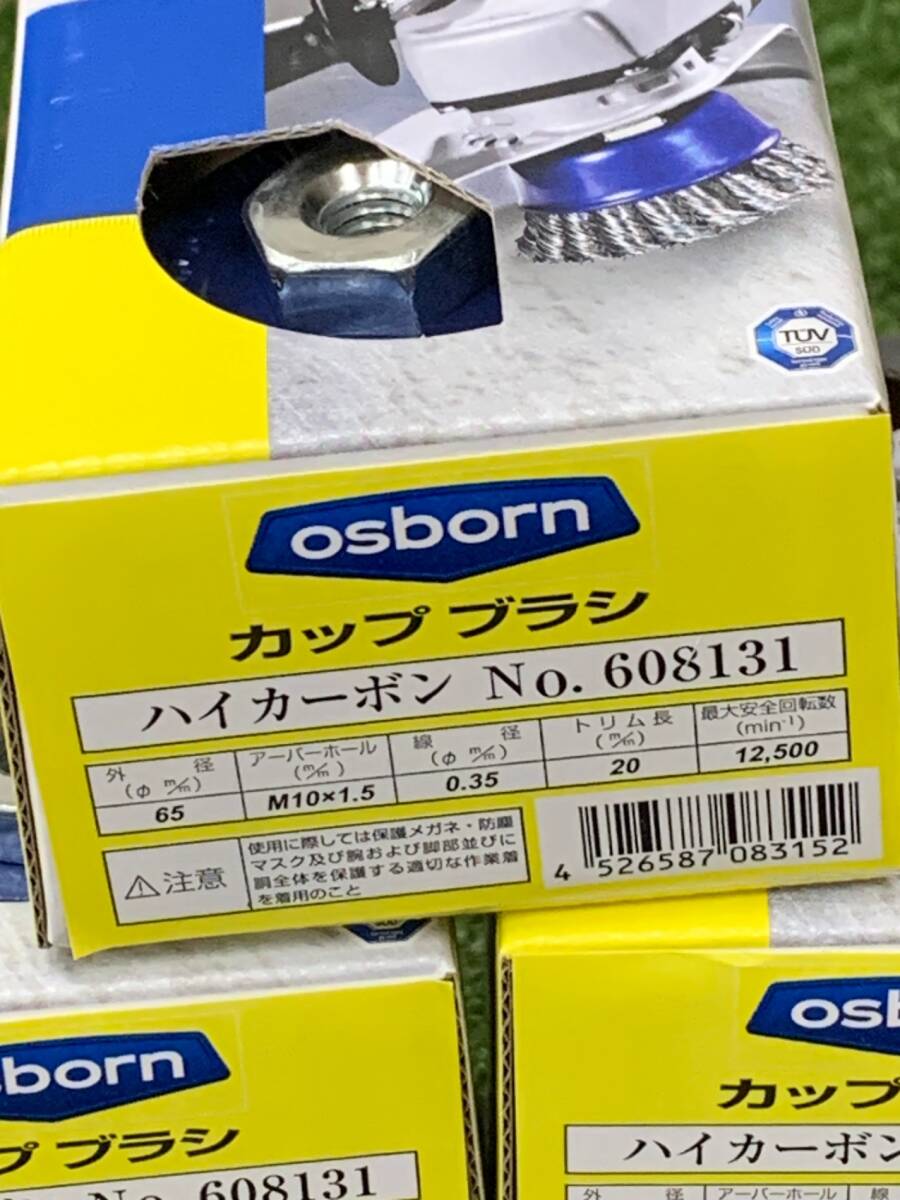 TÜV
SÜD
osborn
カップ ブラシ
ハイカーボン No. 608131
外 径 (φ m/m) アーバーホール (m/m) 線 径 (φ m/m) トリム長 (m/m) 最大安全回転数 (min⁻¹)
65 M10×1.5 0.35 20 12,500
⚠注意
使用に際しては保護メガネ・防塵
マスク及び腕および脚部並びに
胴全体を保護する適切な作業着
を着用のこと
4 526587 083152
sborn
プ ブラシ
No. 608131
osb
カップ
ハイカーボン
外 径 アーバーホール 線